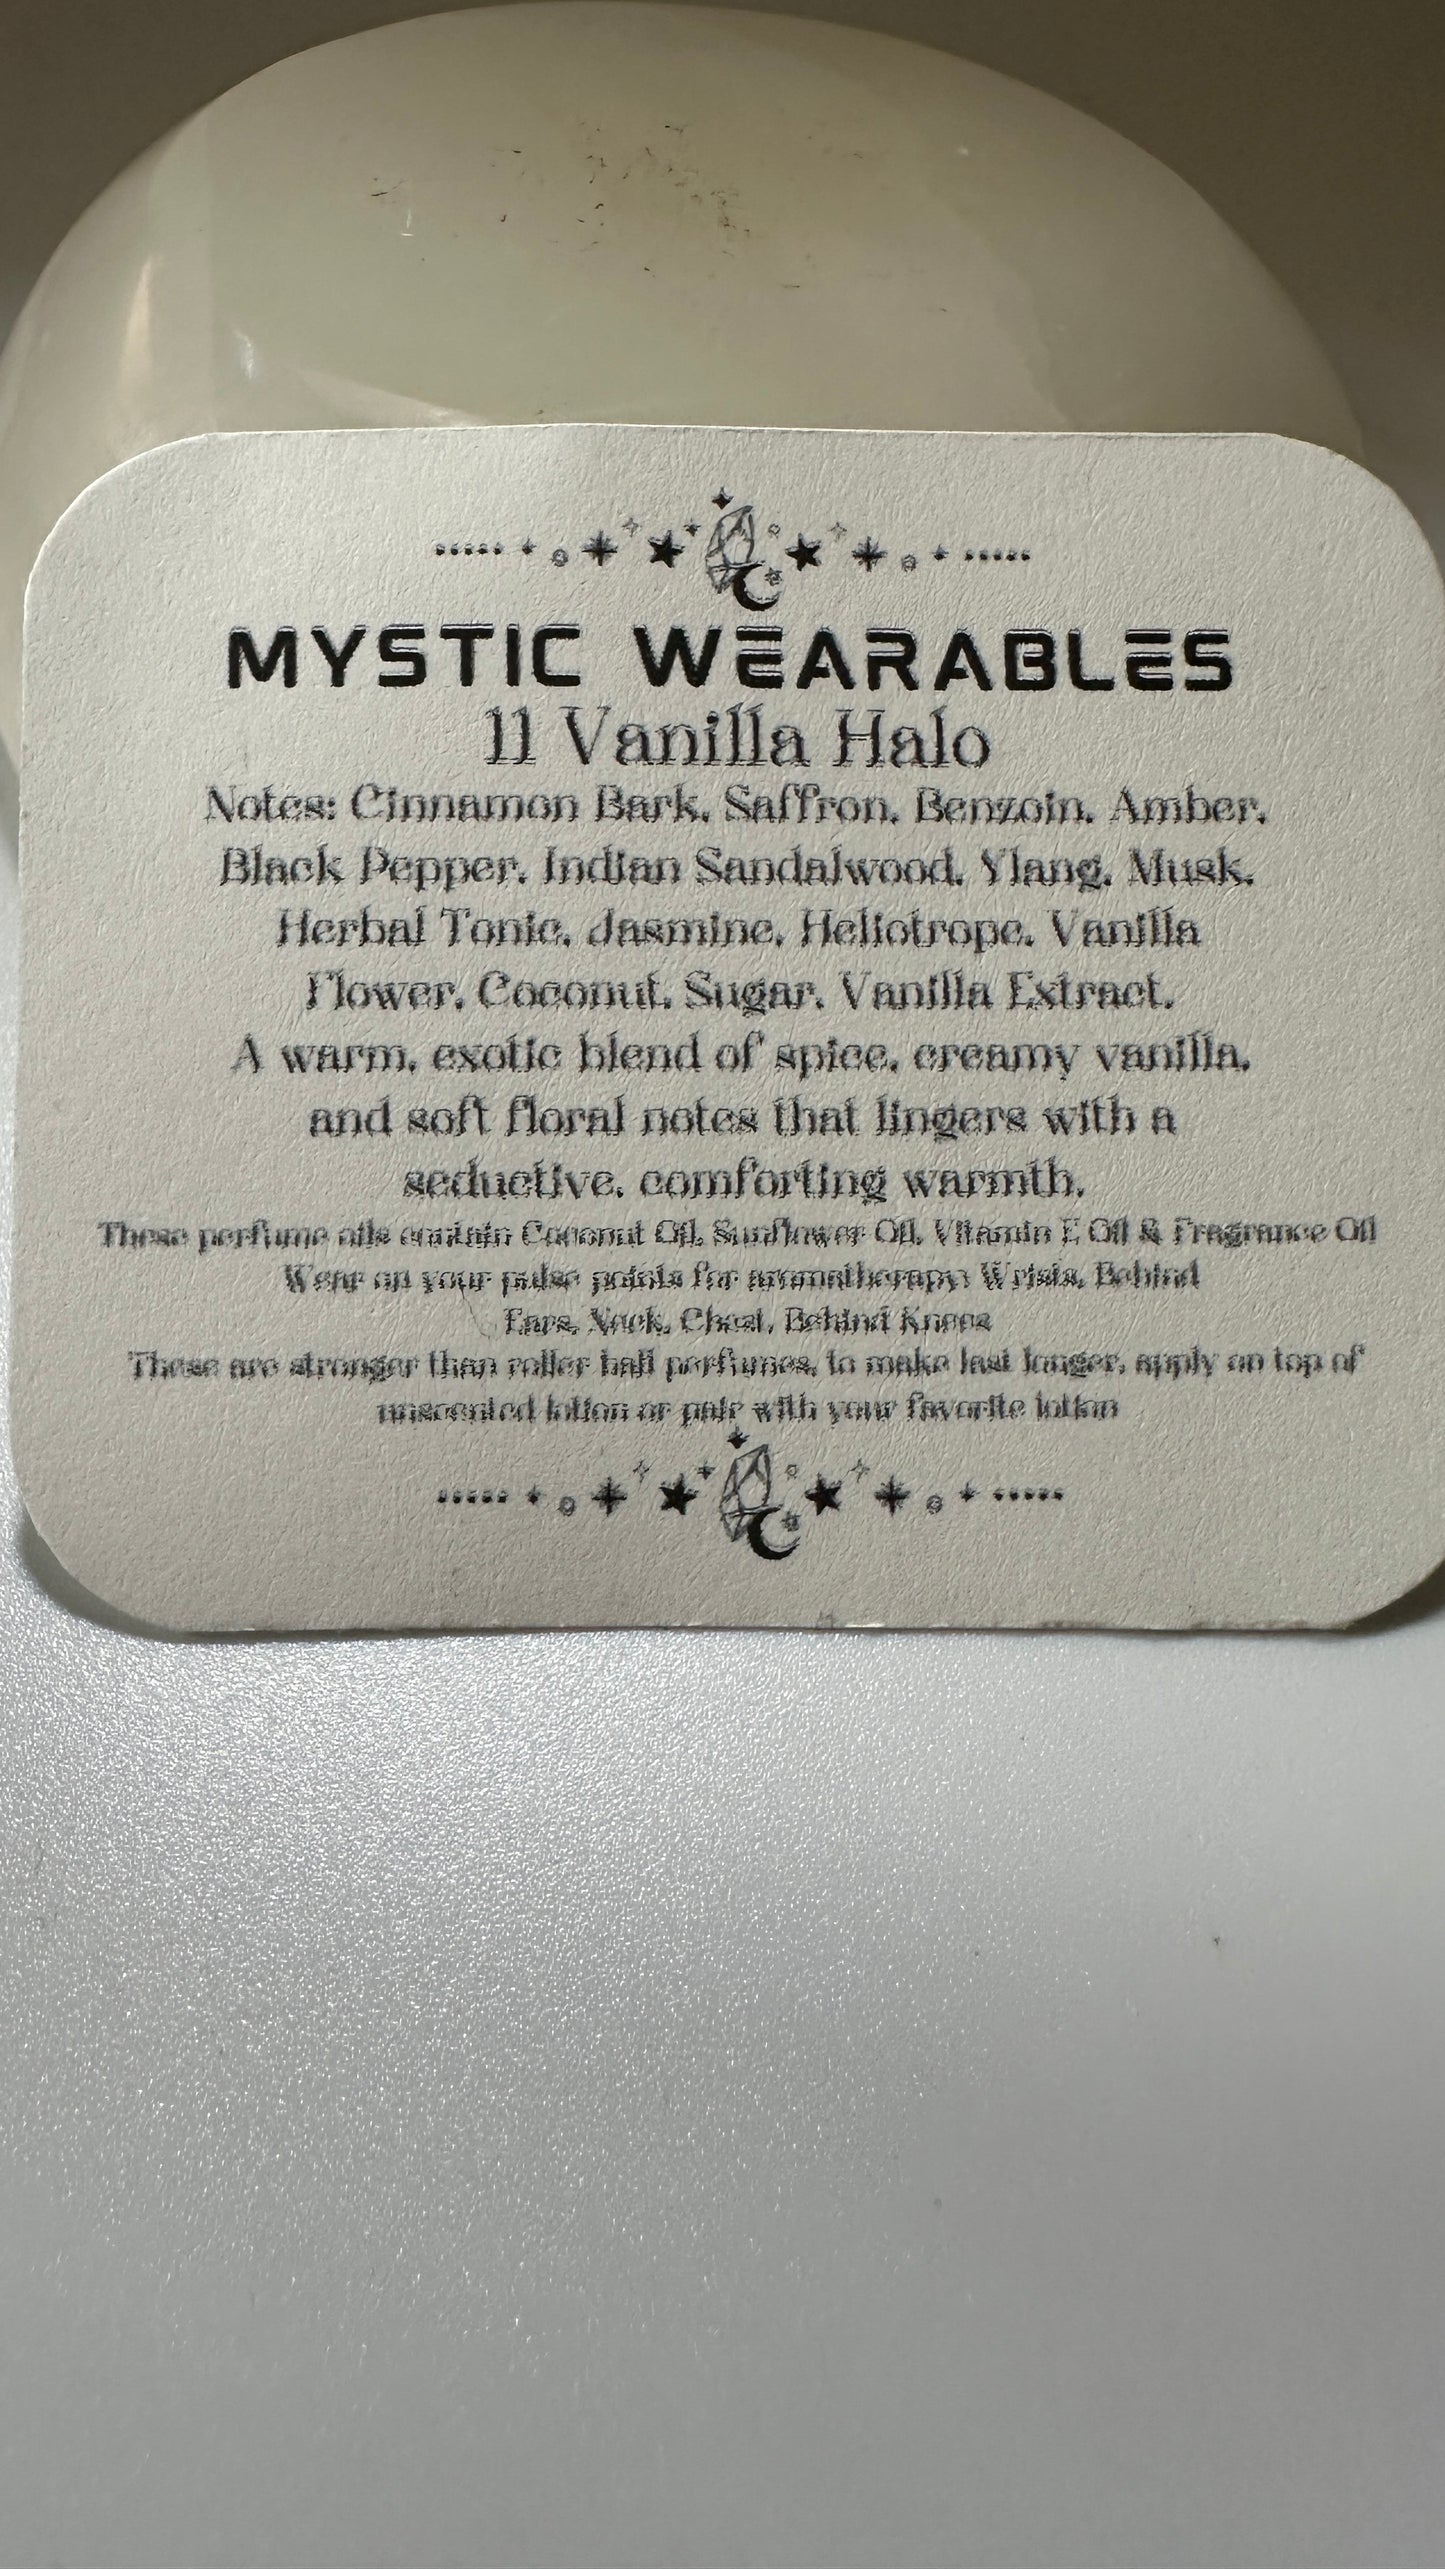 MYSTIC WEARABLES
11 Vanilla Halo
Notes: Cinnamon Bark, Saffron, Benzoin, Amber,
Black Pepper, Indian Sandalwood, Ylang, Musk,
Herbal Tonic, Jasmine, Heliotrope, Vanilla
Flower, Coconut, Sugar, Vanilla Extract.
A warm, exotic blend of spice, creamy vanilla,
and soft floral notes that lingers with a
seductive, comforting warmth.
These perfume oils contain Coconut Oil, Sunflower Oil, Vitamin E Oil & Fragrance Oil
Wear on your pulse points for aromatherapy: Wrists, Behind
Ears, Neck, Chest, Behind Knees
These are stronger than roller ball perfumes, to make last longer, apply on top of
unscented lotion or pair with your favorite lotion